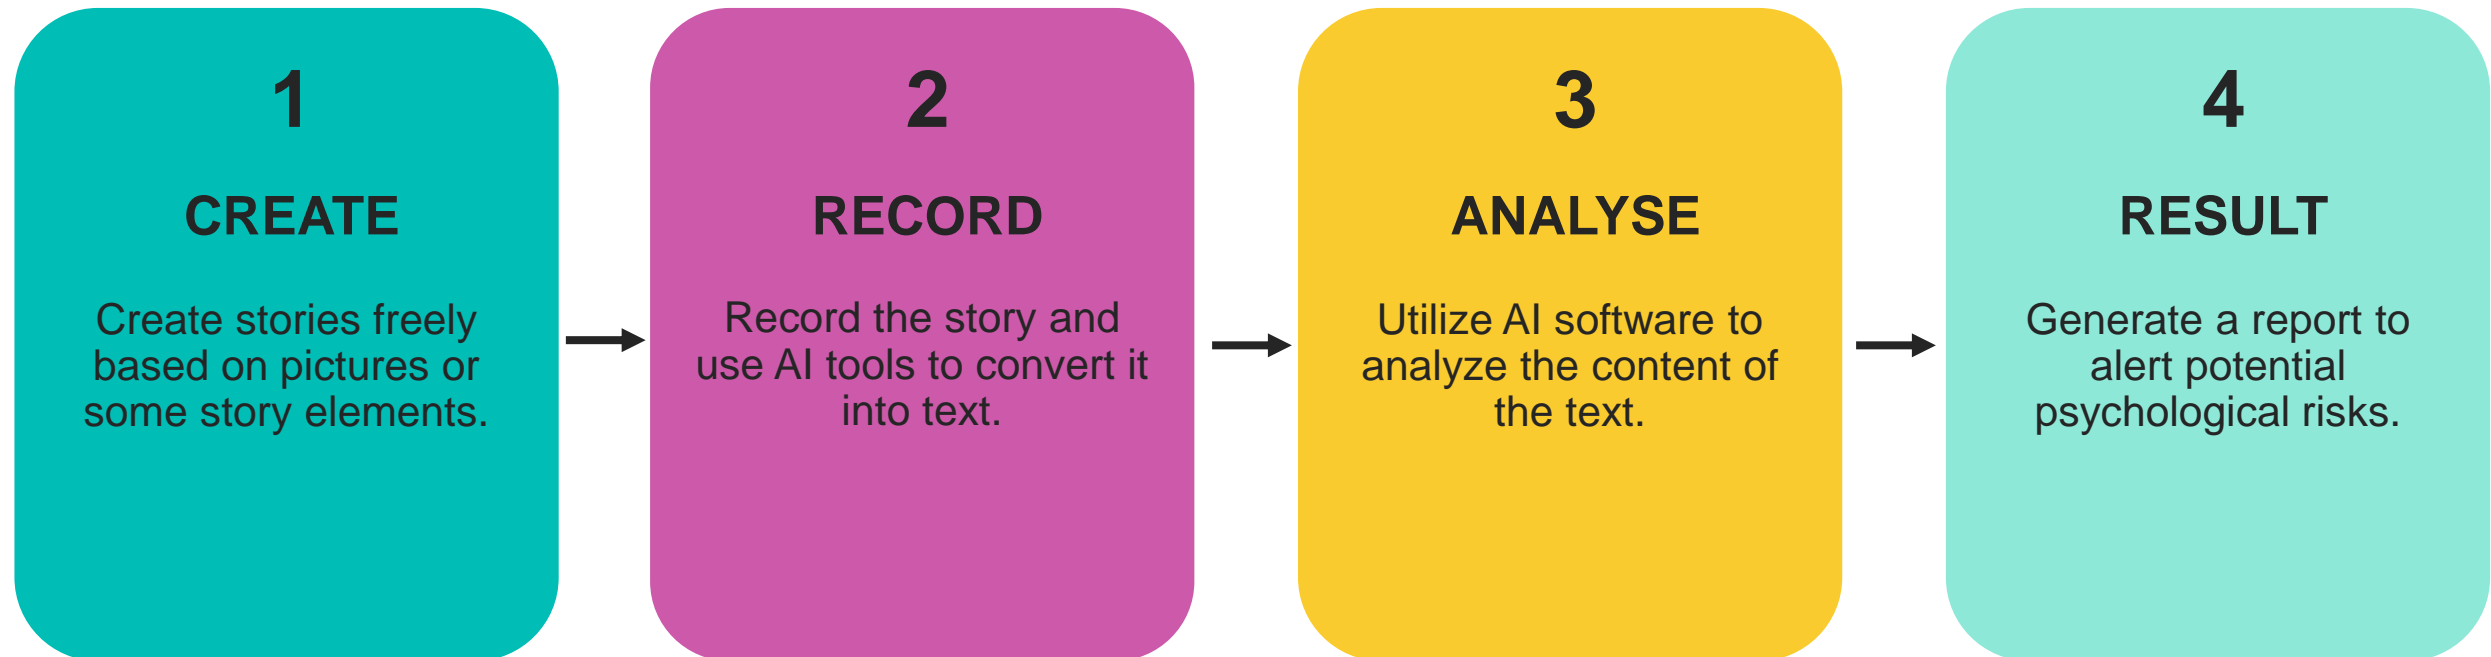 1
CREATE
Create stories freely
based on pictures or
some story elements.
2
RECORD
Record the story and
use AI tools to convert it
into text.
3
ANALYSE
Utilize AI software to
analyze the content of
the text.
4
RESULT
Generate a report to
alert potential
psychological risks.